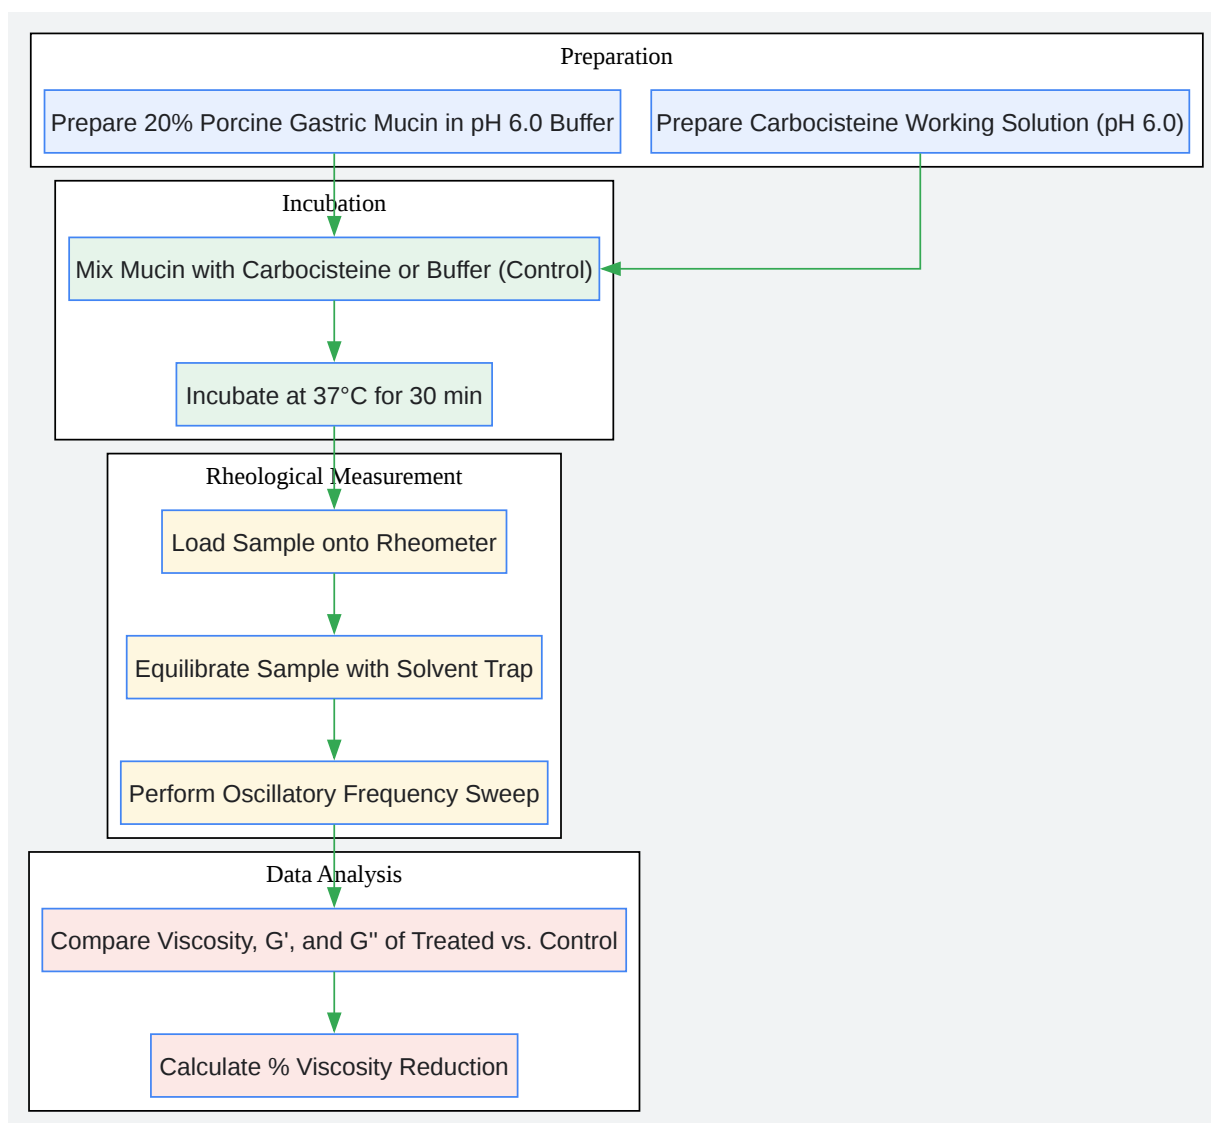 Preparation
Prepare 20% Porcine Gastric Mucin in pH 6.0 Buffer
Prepare Carbocisteine Working Solution (pH 6.0)
Incubation
Mix Mucin with Carbocisteine or Buffer (Control)
Incubate at 37°C for 30 min
Rheological Measurement
Load Sample onto Rheometer
Equilibrate Sample with Solvent Trap
Perform Oscillatory Frequency Sweep
Data Analysis
Compare Viscosity, G', and G'' of Treated vs. Control
Calculate % Viscosity Reduction